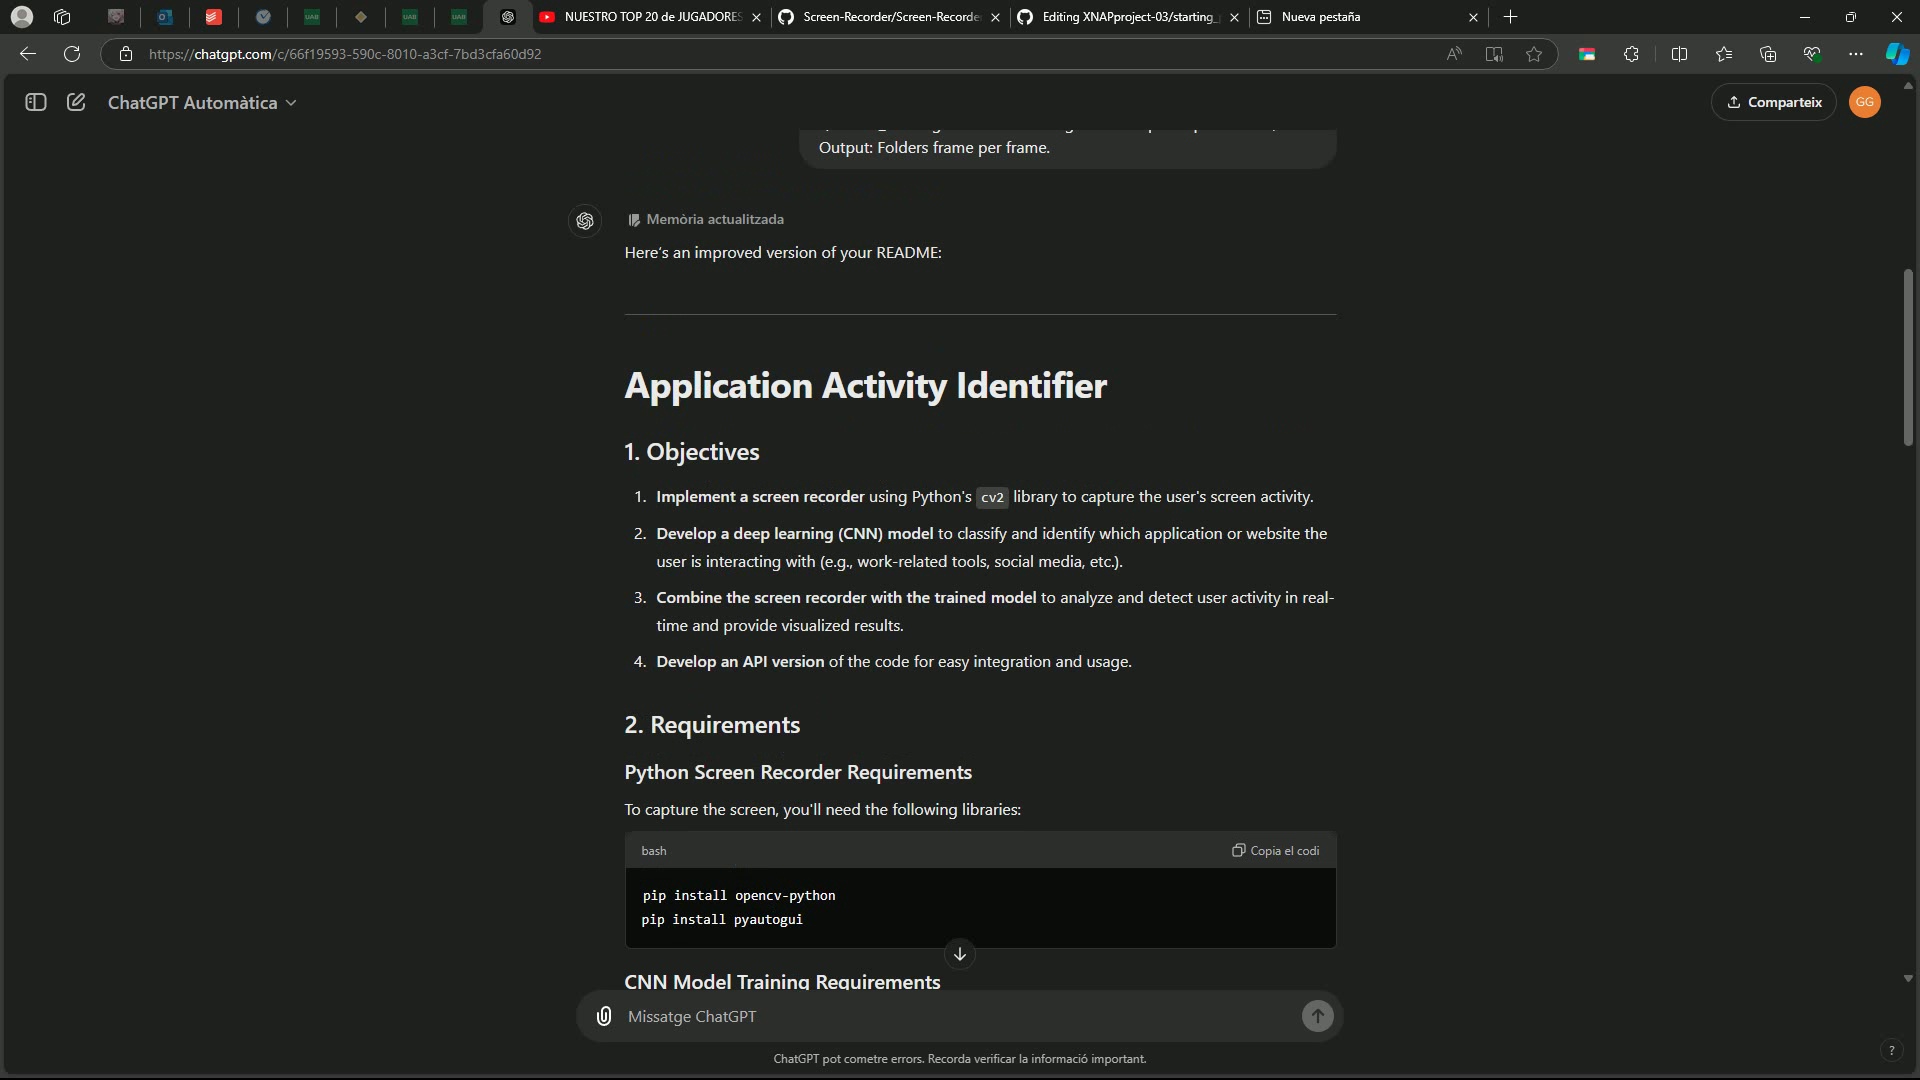 NUESTRO TOP 20 de JUGADORES
Screen-Recorder/Screen-Recorde
Editing XNAPproject-03/starting_
Nueva pestaña
https://chatgpt.com/c/66f19593-590c-8010-a3cf-7bd3cfa60d92
ChatGPT Automàtica
Comparteix
GG
Output: Folders frame per frame.
Memòria actualitzada
Here's an improved version of your README:
Application Activity Identifier
1. Objectives
1. Implement a screen recorder using Python's cv2 library to capture the user's screen activity.
2. Develop a deep learning (CNN) model to classify and identify which application or website the
user is interacting with (e.g., work-related tools, social media, etc.).
3. Combine the screen recorder with the trained model to analyze and detect user activity in real-
time and provide visualized results.
4. Develop an API version of the code for easy integration and usage.
2. Requirements
Python Screen Recorder Requirements
To capture the screen, you'll need the following libraries:
bash
Copia el codi
pip install opencv-python
pip install pyautogui
CNN Model Training Requirements
Missatge ChatGPT
ChatGPT pot cometre errors. Recorda verificar la informació important.
?